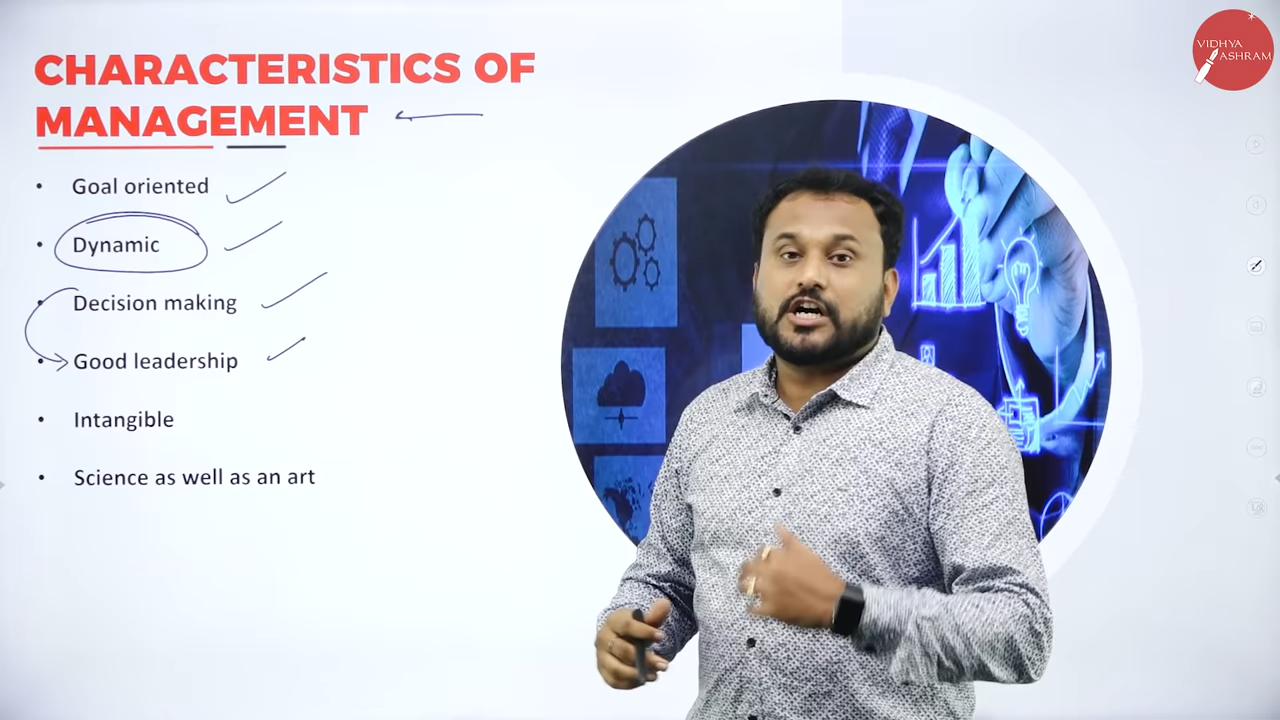 CHARACTERISTICS OF
MANAGEMENT
• Goal oriented
• Dynamic
• Decision making
• Good leadership
• Intangible
• Science as well as an art
VIDHYA
ASHRAM